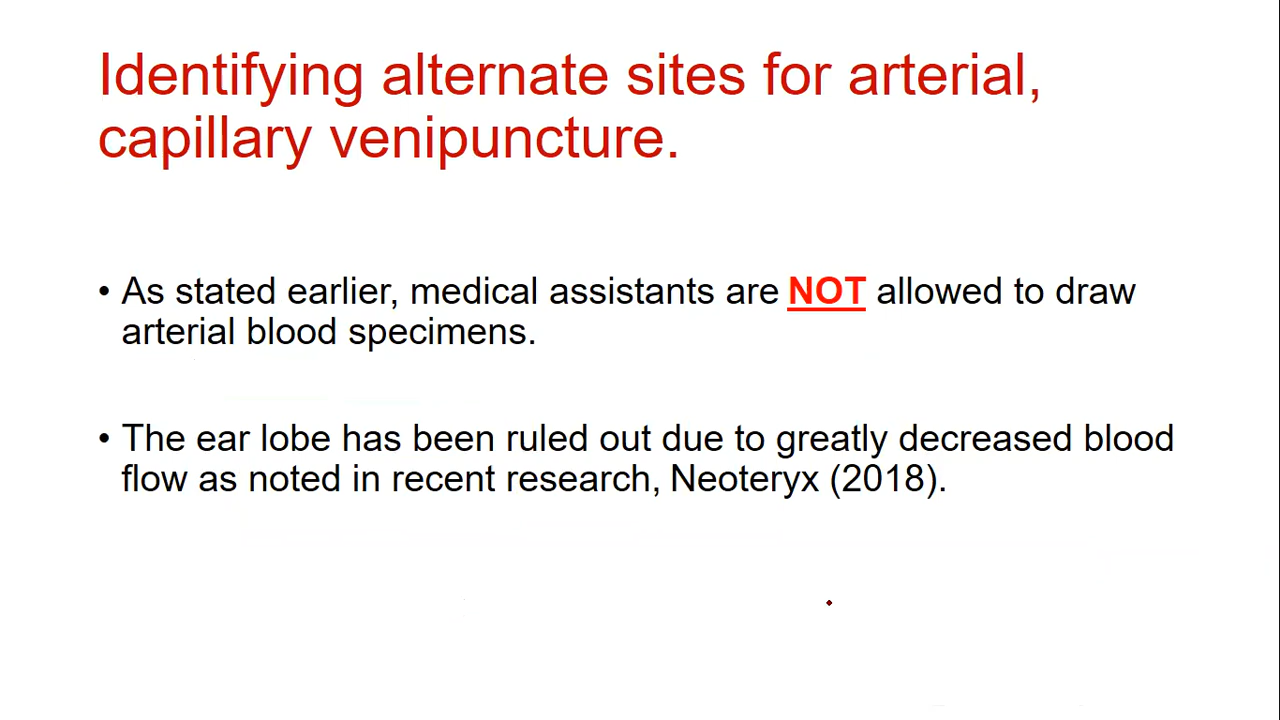 Identifying alternate sites for arterial,
capillary venipuncture.
• As stated earlier, medical assistants are NOT allowed to draw
arterial blood specimens.
• The ear lobe has been ruled out due to greatly decreased blood
flow as noted in recent research, Neoteryx (2018).